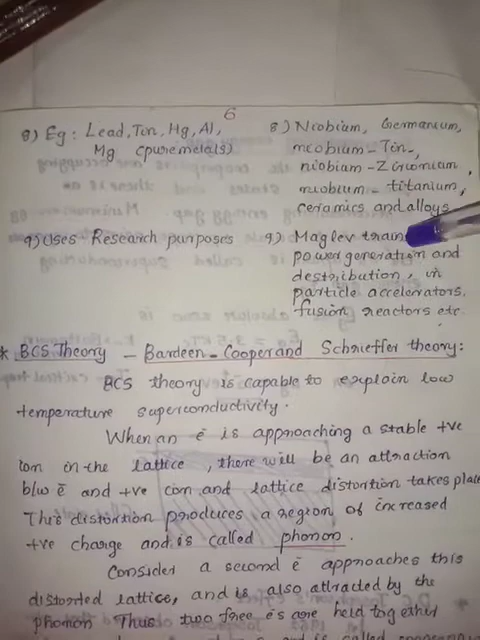 6
8) Eg: Lead, Tin, Hg, Al,
Mg (pure metals)
9) Uses Research purposes
8) Niobium, Germanium,
niobium - Tin,
niobium - Zirconium,
niobium - titanium,
ceramics and alloys
9) Maglev train
power generation and
destribution, in
particle accelerators,
fusion reactors etc.
* BCS Theory - Bardeen - Cooper and Schrieffer theory:
BCS theory is capable to explain low
temperature superconductivity.
When an e̅ is approaching a stable +ve
ion in the lattice, there will be an attraction
b/w e̅ and +ve ion and lattice distortion takes place
This distortion produces a region of increased
+ve charge and is called phonon.
Consider a second e̅ approaches this
distorted lattice, and is also attracted by the
phonon Thus two free e̅s are held together
and is called